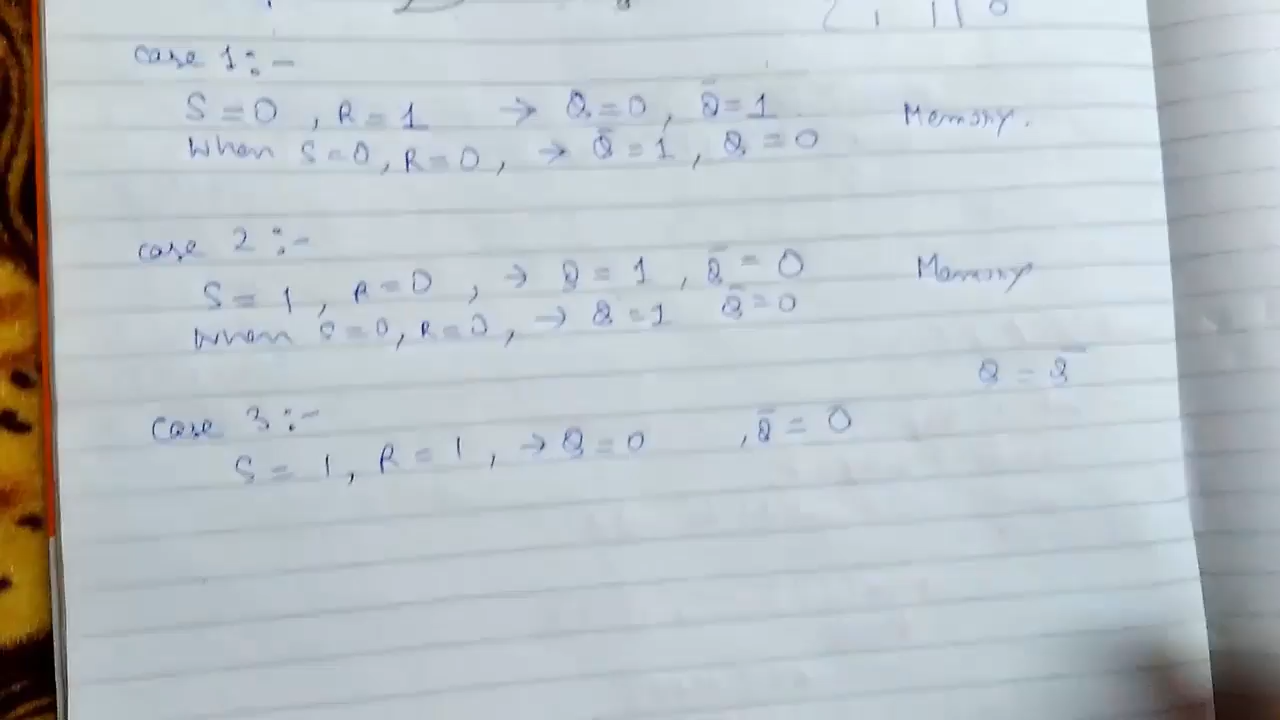 case 1:-
S=0, R=1 → Q=0, Q̄=1 Memory.
When S=0, R=0, → Q̄=1, Q=0
case 2:-
S=1, R=0, → Q=1, Q̄=0 Memory
When S=0, R=0, → Q=1 Q̄=0
Q = Q̄
case 3:-
S=1, R=1, → Q=0 , Q̄=0